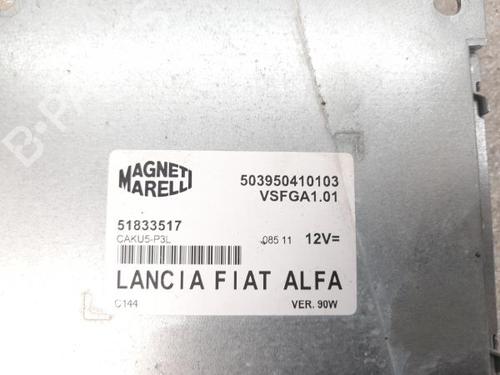 MAGNETI
MARELLI
503950410103
VSFGA1.01
51833517
CAKU5-P3L
085 11
12V=
LANCIA FIAT ALFA
C144
VER. 90W